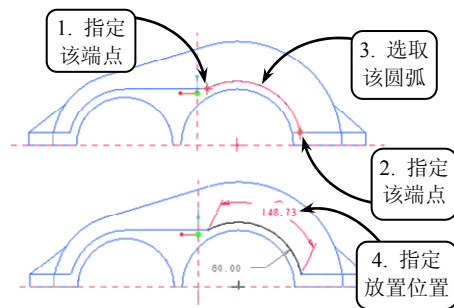 1. 指定
该端点
3. 选取
该圆弧
2. 指定
该端点
148.73
80.00
4. 指定
放置位置